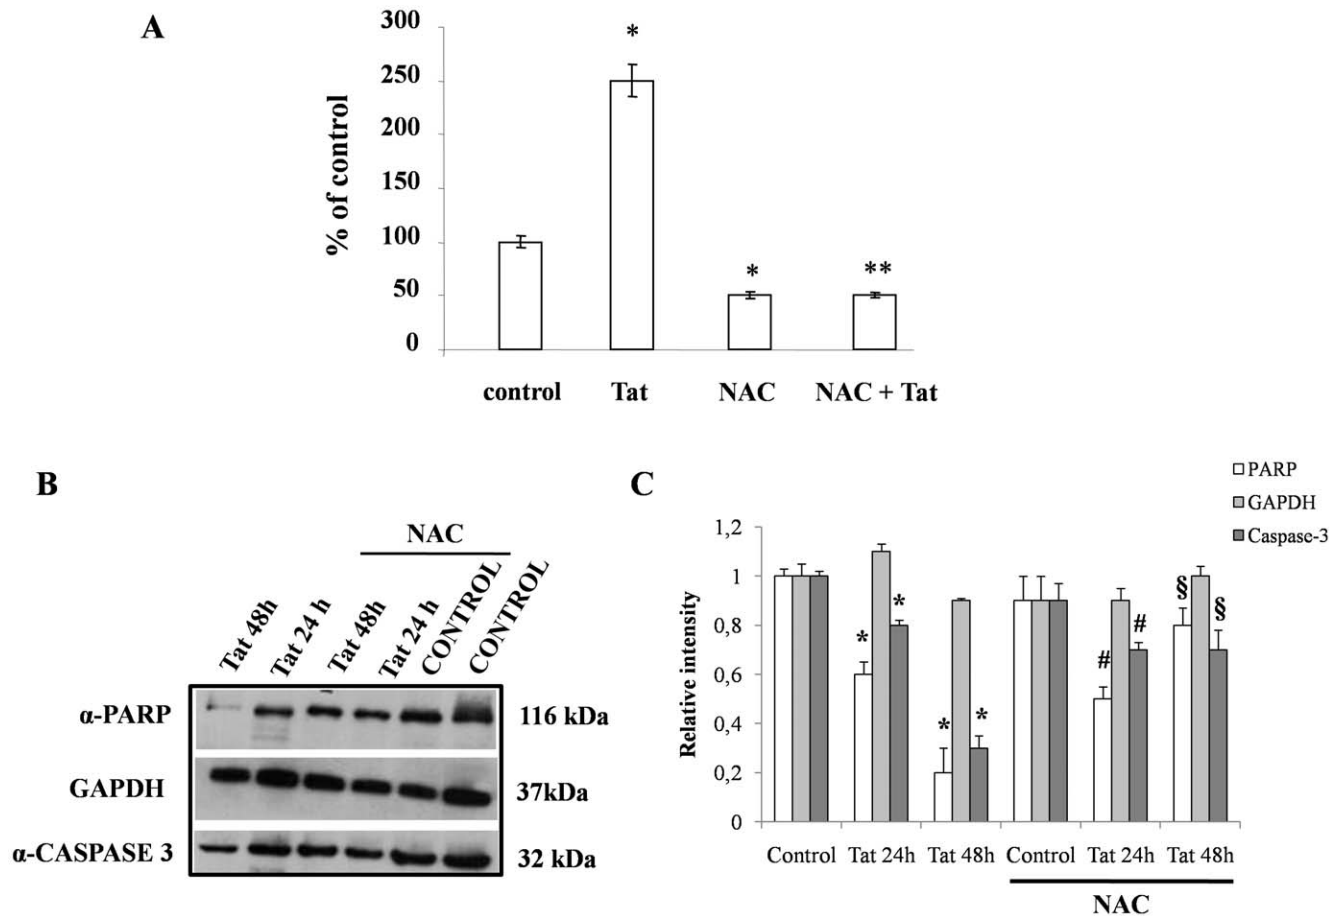 A
300
250
200
150
100
50
0
% of control
*
*
**
control Tat NAC NAC + Tat
B
NAC
Tat 48h Tat 24 h Tat 48h Tat 24 h CONTROL CONTROL
α-PARP 116 kDa
GAPDH 37kDa
α-CASPASE 3 32 kDa
C
PARP
GAPDH
Caspase-3
1,2
1
0,8
0,6
0,4
0,2
0
Relative intensity
* * * * # # § §
Control Tat 24h Tat 48h Control Tat 24h Tat 48h
NAC